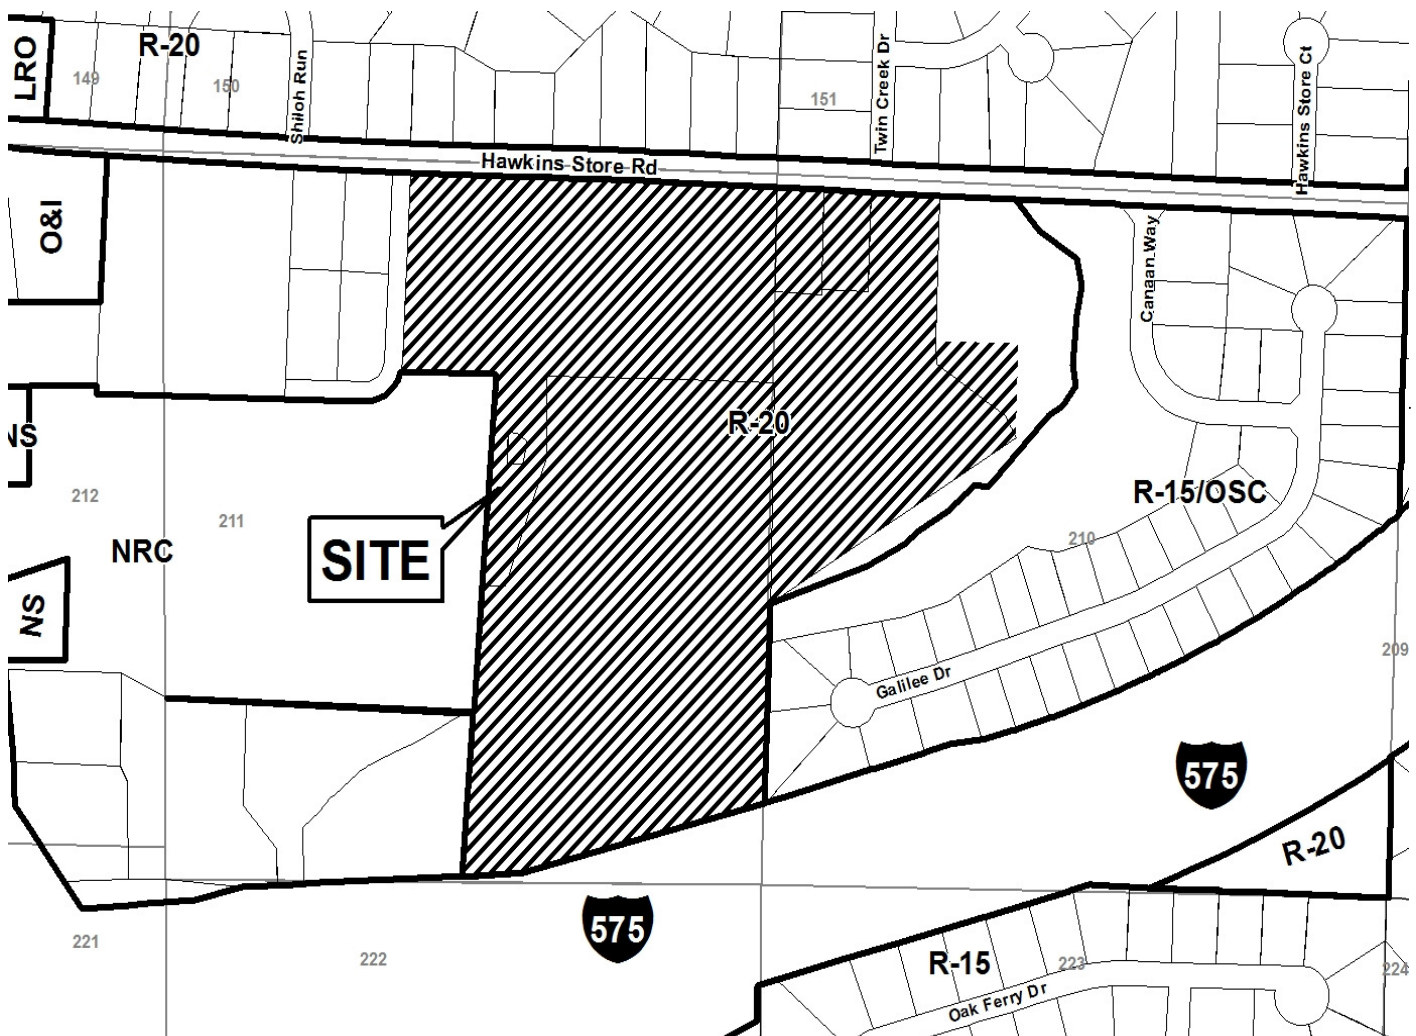 LRO
R-20
149
150
Shiloh Run
151
Twin Creek Dr
Hawkins Store Ct
Hawkins Store Rd
O&I
Canaan Way
R-20
NS
212
211
NRC
SITE
R-15/OSC
210
NS
209
Galilee Dr
575
R-20
575
221
222
R-15
223
224
Oak Ferry Dr